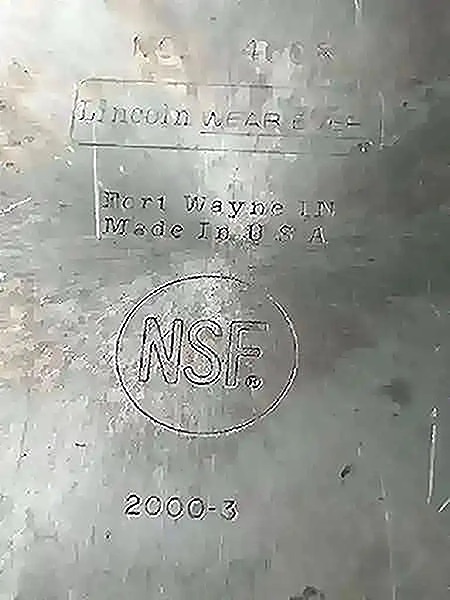 Lincoln WEAR EVER ®
Fort Wayne IN
Made In U S A
NSF®
2000-3